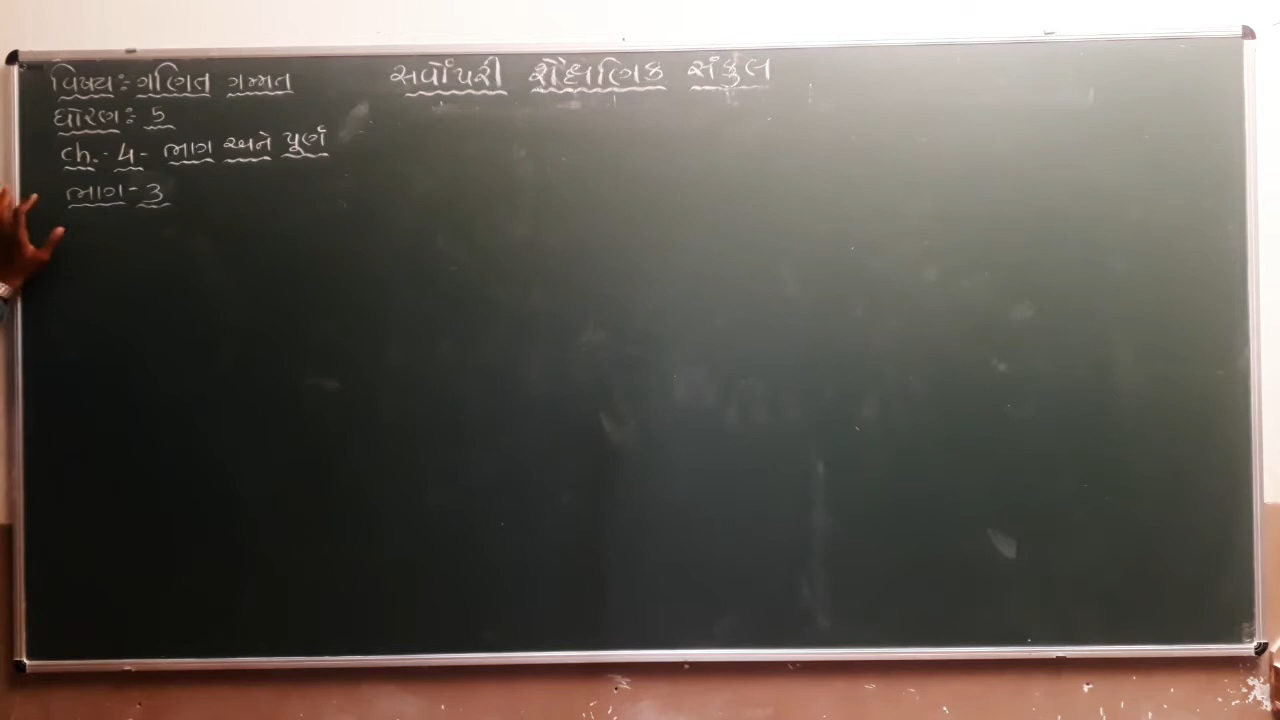 સર્વોપરી શૈક્ષણિક સંકુલ
વિષય: ગણિત ગમ્મત
ધોરણ: 5
Ch.- 4- ભાગ અને પૂર્ણ
ભાગ- 3